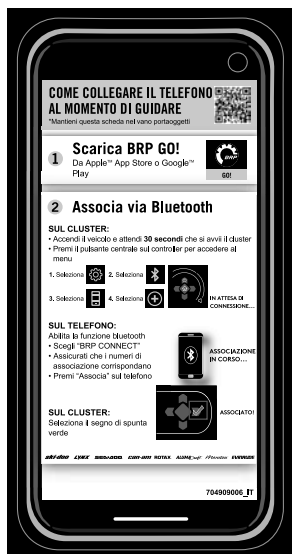 COME COLLEGARE IL TELEFONO
AL MOMENTO DI GUIDARE
*Mantieni questa scheda nel vano portaoggetti
1 Scarica BRP GO!
Da Apple™ App Store o Google™
Play
BRP
GO!
2 Associa via Bluetooth
SUL CLUSTER:
• Accendi il veicolo e attendi 30 secondi che si avvii il cluster
• Premi il pulsante centrale sul controller per accedere al
menu
1. Seleziona 2. Seleziona
3. Seleziona 4. Seleziona
IN ATTESA DI
CONNESSIONE...
SUL TELEFONO:
Abilita la funzione bluetooth
• Scegli "BRP CONNECT"
• Assicurati che i numeri di
associazione corrispondano
• Premi "Associa" sul telefono
ASSOCIAZIONE
IN CORSO...
SUL CLUSTER:
Seleziona il segno di spunta
verde
ASSOCIATO!
ski-doo LYNX SEA-DOO can-am ROTAX ALUMACRAFT Manitou EVINRUDE
704909006_IT